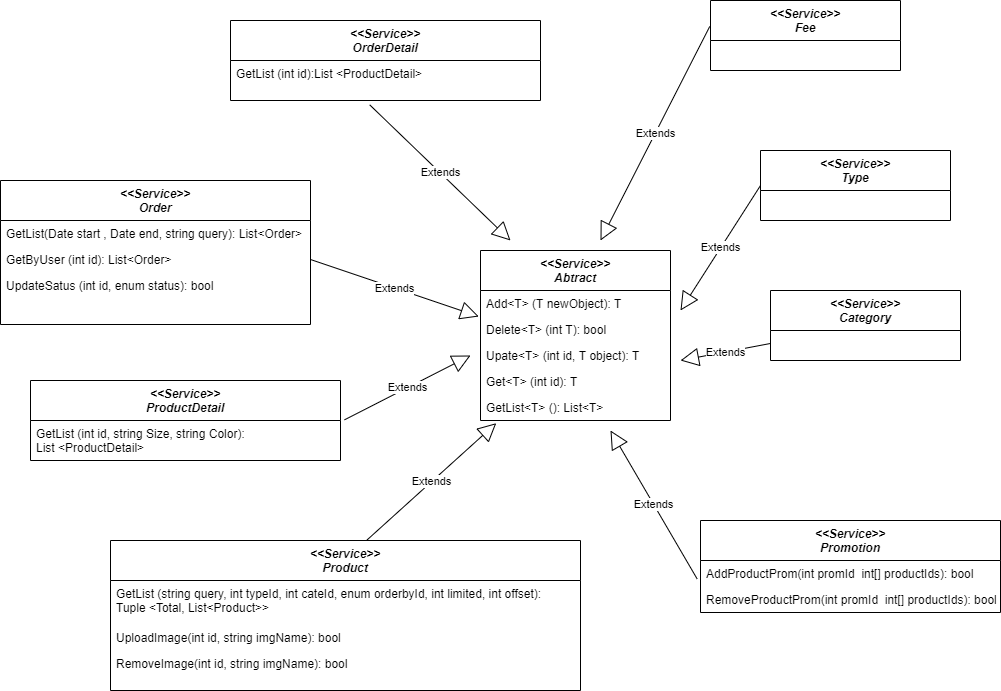 <<Service>>
Fee
<<Service>>
OrderDetail
GetList (int id):List <ProductDetail>
Extends
Extends
<<Service>>
Type
<<Service>>
Order
GetList(Date start , Date end, string query): List<Order>
GetByUser (int id): List<Order>
UpdateSatus (int id, enum status): bool
Extends
Extends
<<Service>>
Abtract
Add<T> (T newObject): T
Delete<T> (int T): bool
Upate<T> (int id, T object): T
Get<T> (int id): T
GetList<T> (): List<T>
<<Service>>
Category
Extends
Extends
<<Service>>
ProductDetail
GetList (int id, string Size, string Color):
List <ProductDetail>
Extends
Extends
<<Service>>
Product
GetList (string query, int typeId, int cateId, enum orderbyId, int limited, int offset):
Tuple <Total, List<Product>>
UploadImage(int id, string imgName): bool
RemoveImage(int id, string imgName): bool
<<Service>>
Promotion
AddProductProm(int promId  int[] productIds): bool
RemoveProductProm(int promId  int[] productIds): bool